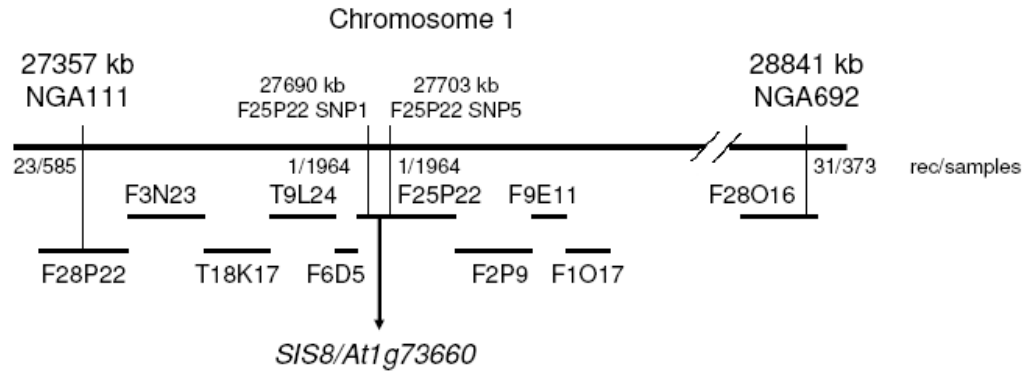 Chromosome 1
27357 kb
NGA111
27690 kb
F25P22 SNP1
27703 kb
F25P22 SNP5
28841 kb
NGA692
23/585
1/1964
1/1964
31/373
rec/samples
F3N23
T9L24
F25P22
F9E11
F28O16
F28P22
T18K17
F6D5
F2P9
F1O17
SIS8/At1g73660